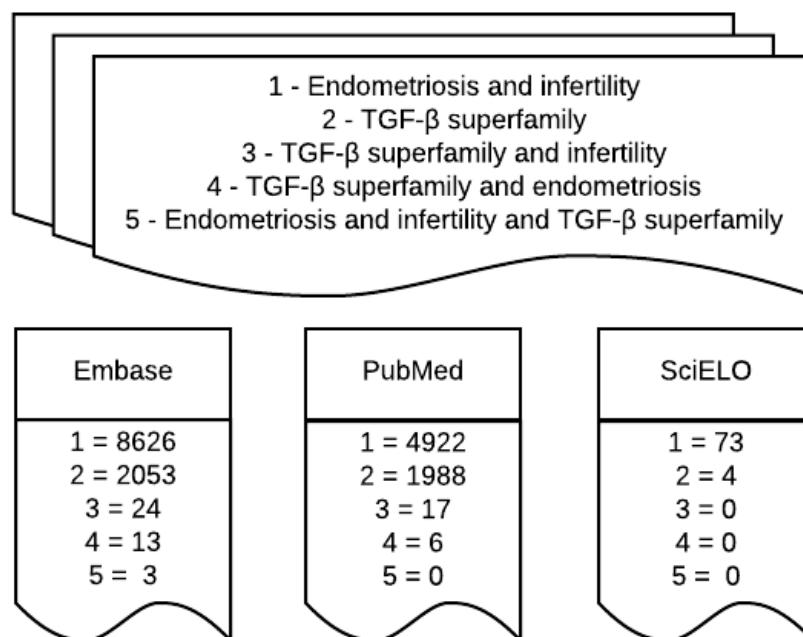 1 - Endometriosis and infertility
2 - TGF-β superfamily
3 - TGF-β superfamily and infertility
4 - TGF-β superfamily and endometriosis
5 - Endometriosis and infertility and TGF-β superfamily
Embase
1 = 8626
2 = 2053
3 = 24
4 = 13
5 = 3
PubMed
1 = 4922
2 = 1988
3 = 17
4 = 6
5 = 0
SciELO
1 = 73
2 = 4
3 = 0
4 = 0
5 = 0